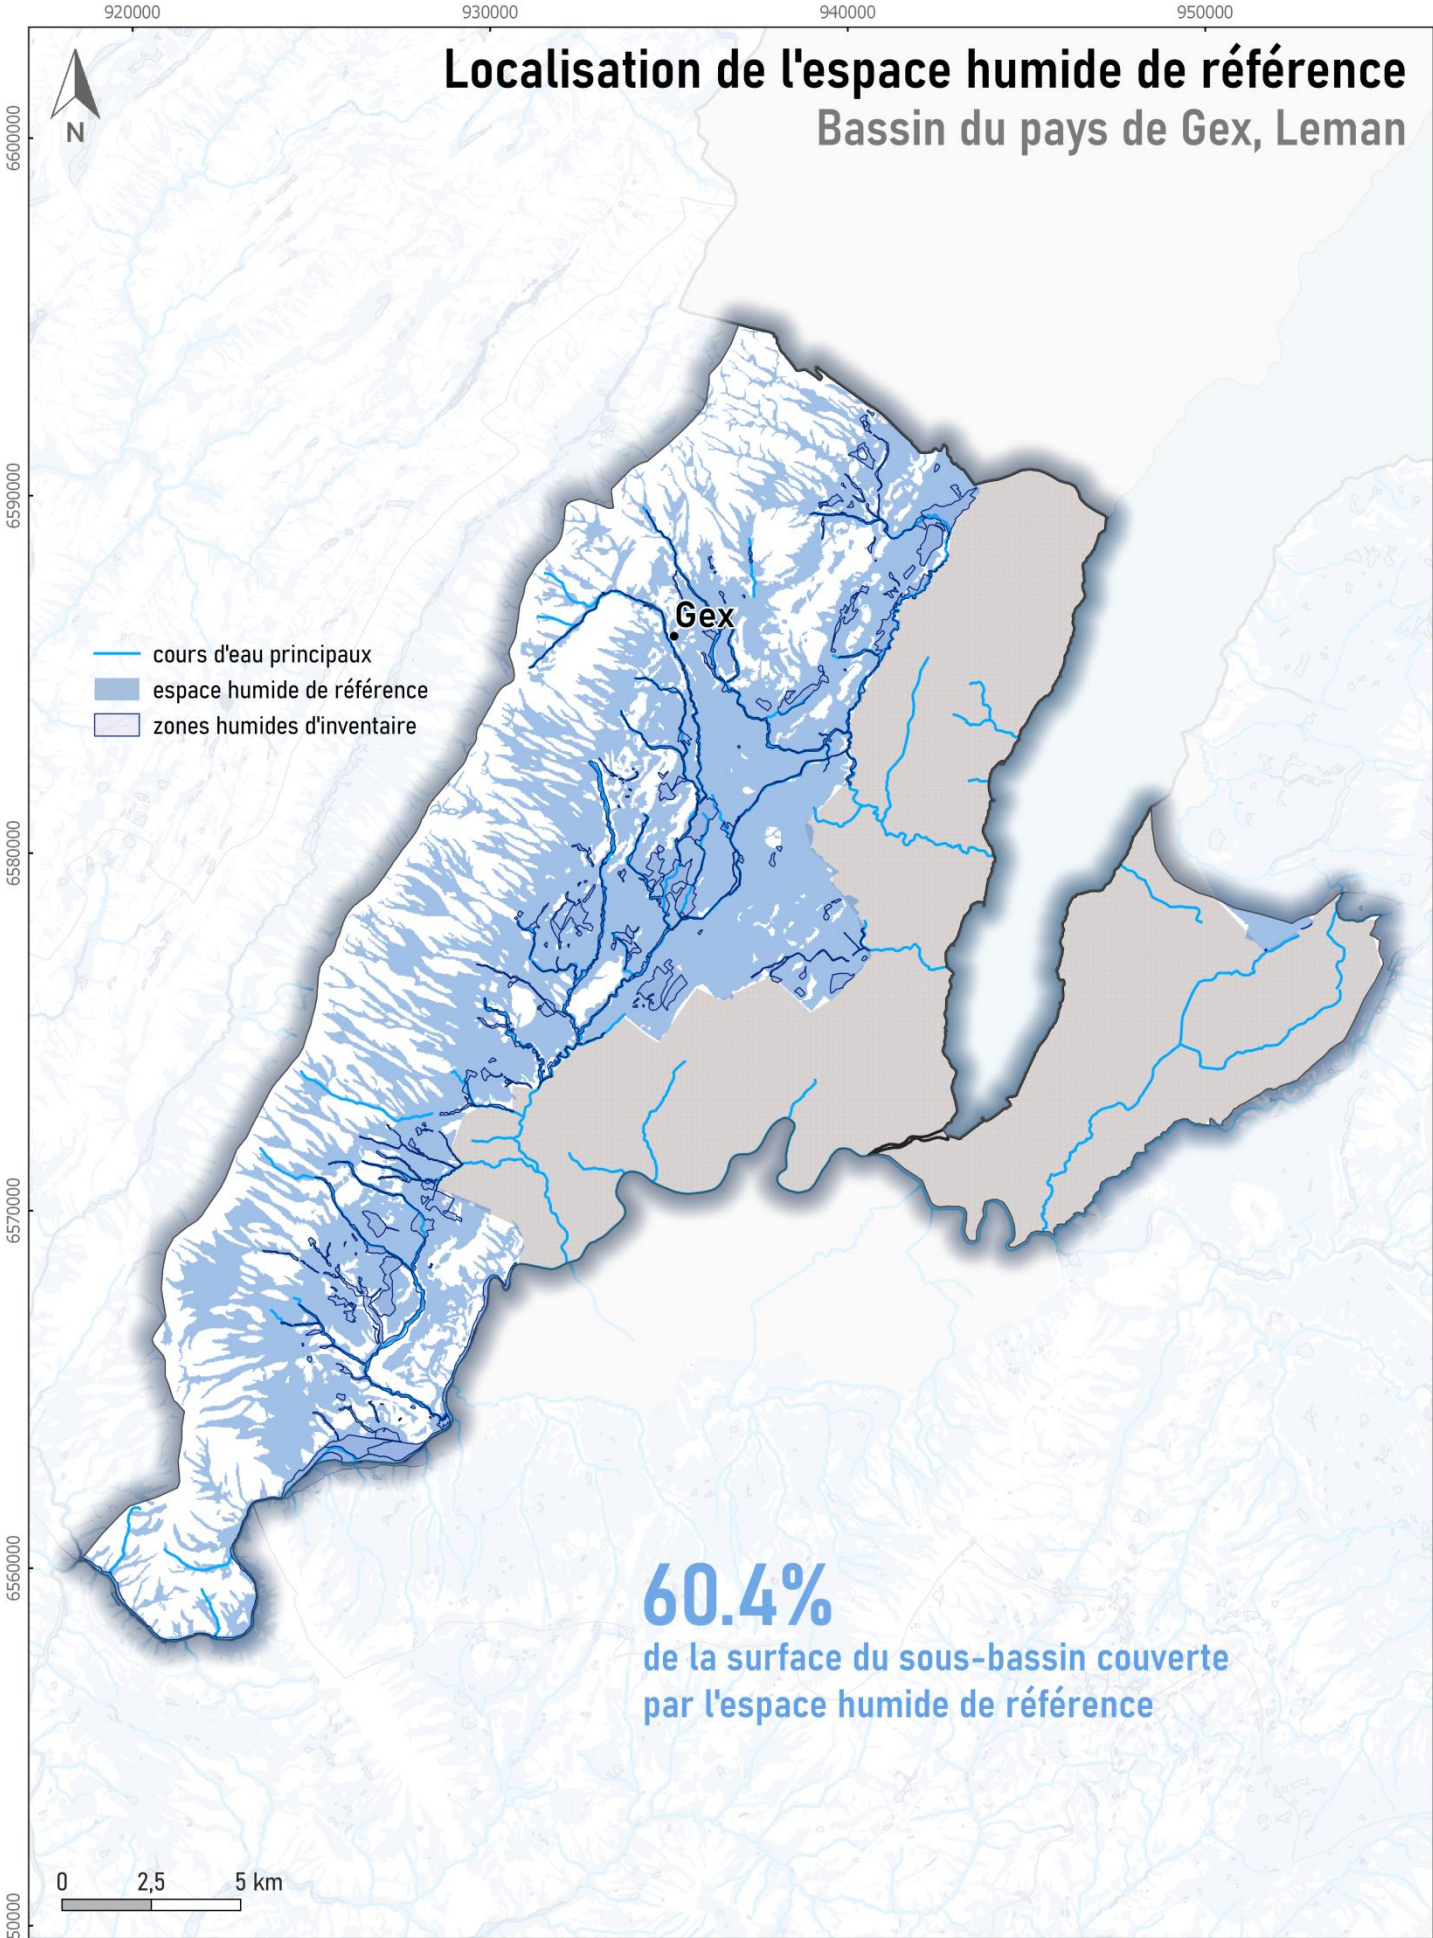 920000
930000
940000
950000
Localisation de l'espace humide de référence
Bassin du pays de Gex, Leman
N
6600000
6590000
Gex
cours d'eau principaux
espace humide de référence
zones humides d'inventaire
6580000
6570000
6560000
60.4%
de la surface du sous-bassin couverte
par l'espace humide de référence
0 2,5 5 km